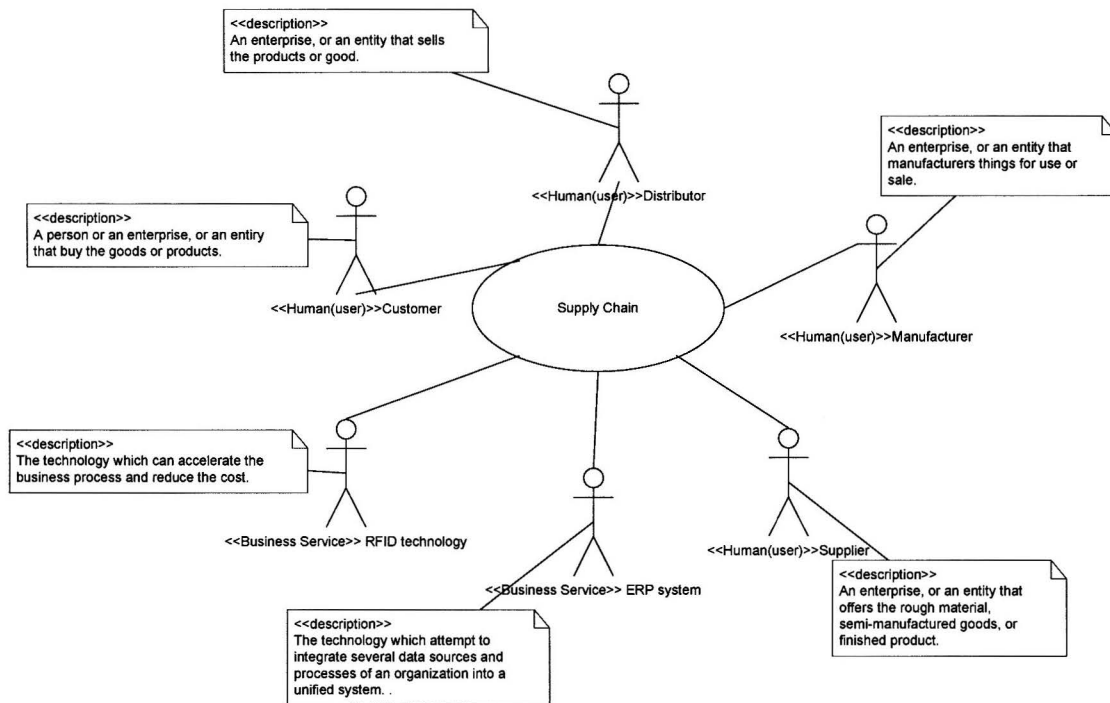 <<description>>
An enterprise, or an entity that sells
the products or good.
<<Human(user)>>Distributor
<<description>>
An enterprise, or an entity that
manufacturers things for use or
sale.
<<description>>
A person or an enterprise, or an entiry
that buy the goods or products.
<<Human(user)>>Customer
Supply Chain
<<Human(user)>>Manufacturer
<<description>>
The technology which can accelerate the
business process and reduce the cost.
<<Business Service>> RFID technology
<<Business Service>> ERP system
<<Human(user)>>Supplier
<<description>>
An enterprise, or an entity that
offers the rough material,
semi-manufactured goods, or
finished product.
<<description>>
The technology which attempt to
integrate several data sources and
processes of an organization into a
unified system. .